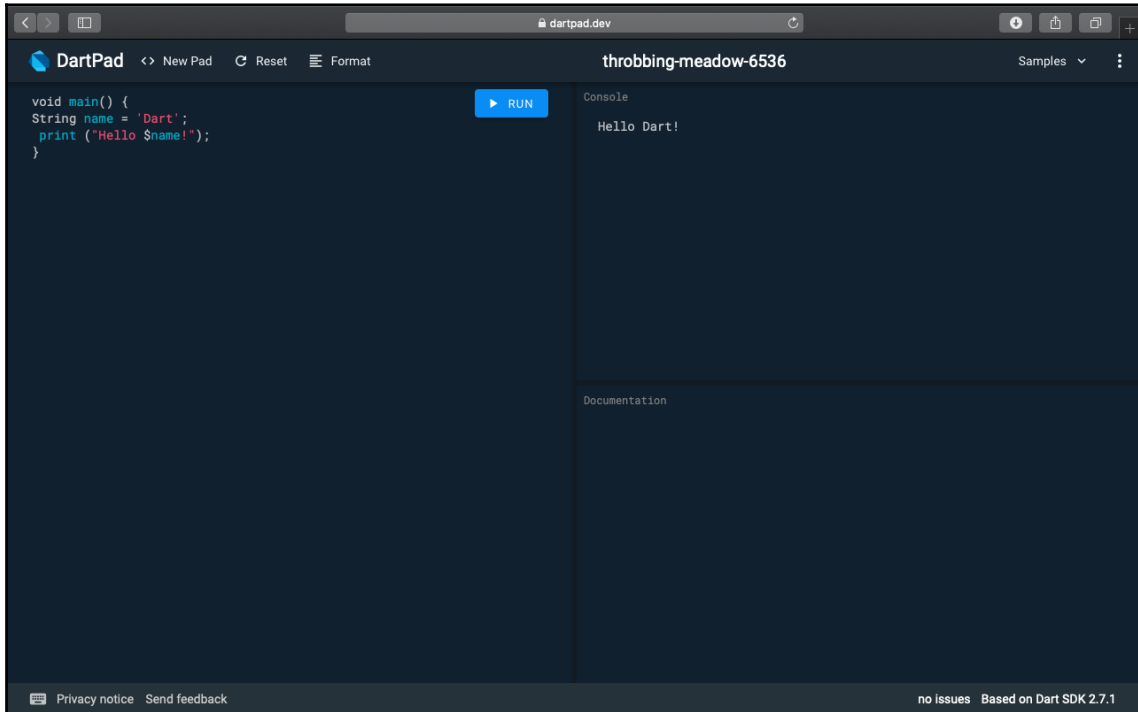 dartpad.dev
DartPad <> New Pad Reset Format throbbing-meadow-6536 Samples
void main() {
String name = 'Dart';
 print ("Hello $name!");
}
RUN
Console
Hello Dart!
Documentation
Privacy notice Send feedback no issues Based on Dart SDK 2.7.1